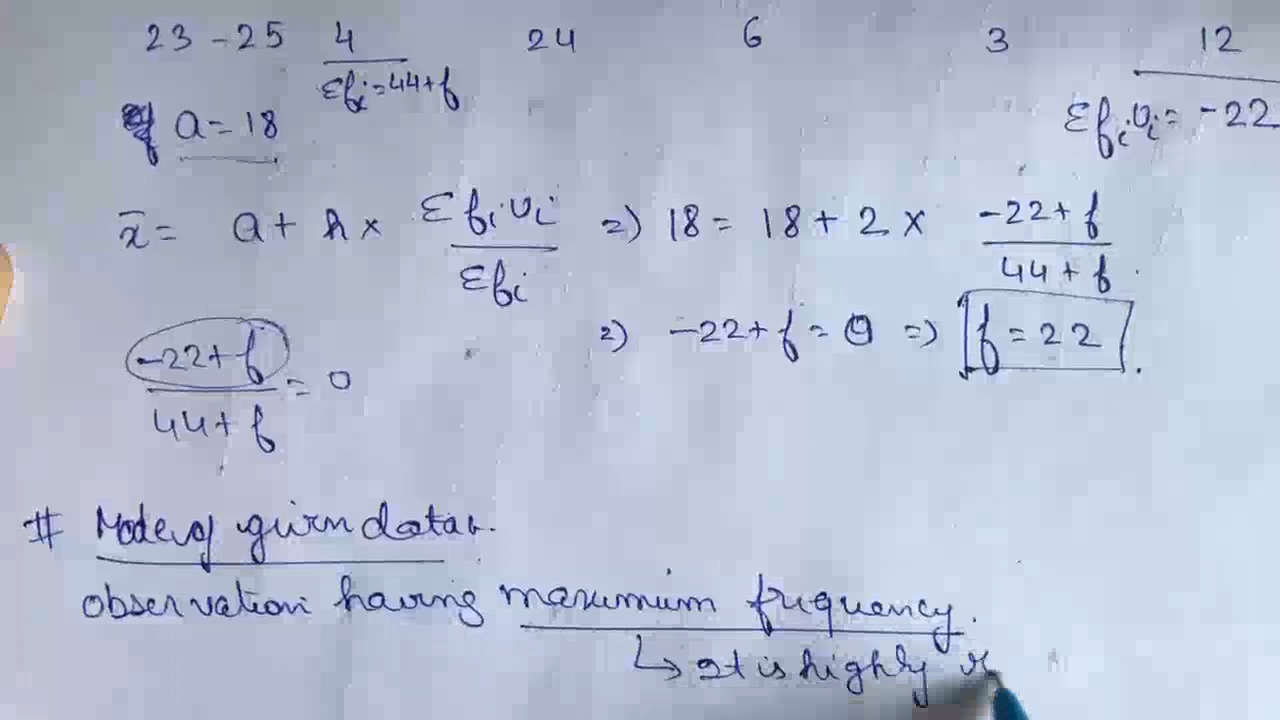 23 - 25 4 24 6 3 12
Σfi = 44 + f
a = 18
Σfiui = -22
x̄ = a + h × Σfiui / Σfi ⇒ 18 = 18 + 2 × -22 + f / 44 + f
⇒ -22 + f = 0 ⇒ f = 22.
-22 + f / 44 + f = 0
# Mode of given data.
observation having maximum frequency.
↳ It is highly